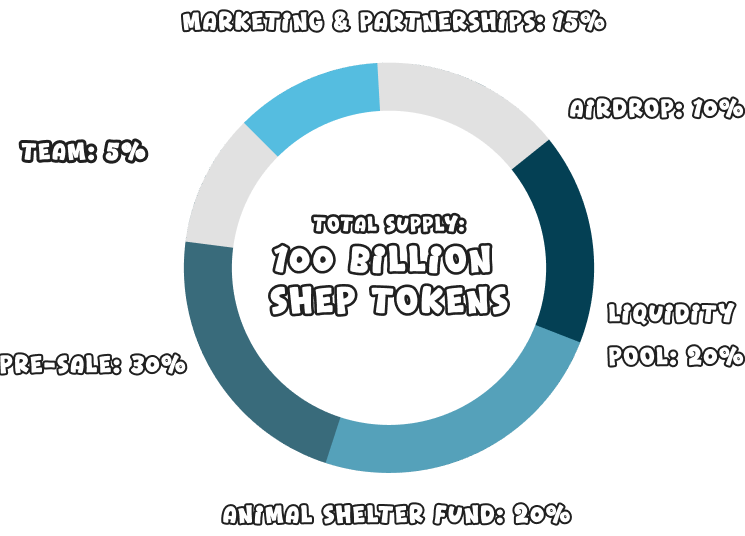 MARKETING & PARTNERSHIPS: 15%
AIRDROP: 10%
TEAM: 5%
TOTAL SUPPLY:
100 BILLION
SHEP TOKENS
LIQUIDITY
POOL: 20%
PRE-SALE: 30%
ANIMAL SHELTER FUND: 20%